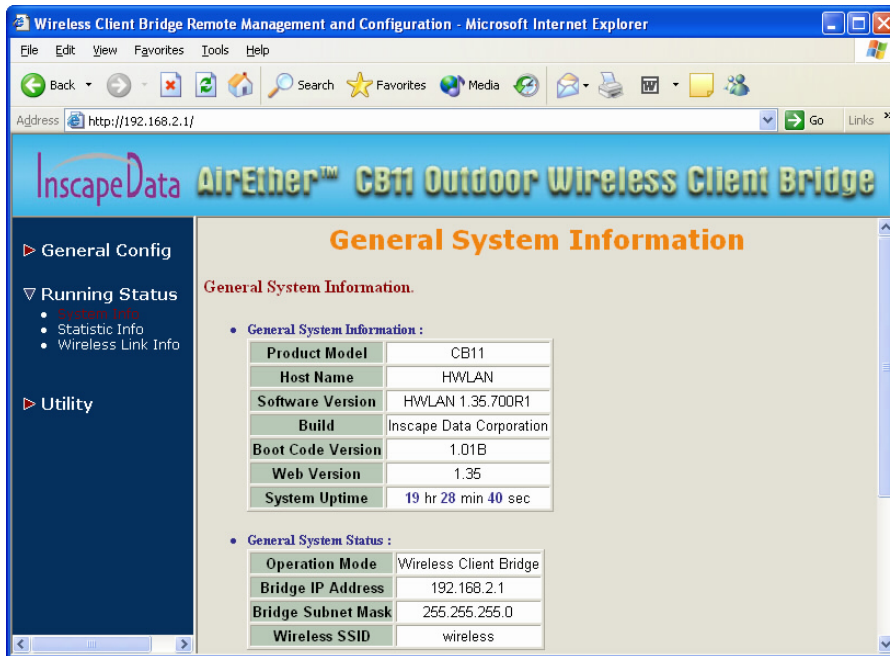 Wireless Client Bridge Remote Management and Configuration - Microsoft Internet Explorer
File Edit View Favorites Tools Help
Back Search Favorites Media W
Address http://192.168.2.1/ Go Links »
InscapeData AirEther™ CB11 Outdoor Wireless Client Bridge
General Config
Running Status
System Info
Statistic Info
Wireless Link Info
Utility
General System Information
General System Information.
General System Information :
Product Model CB11
Host Name HWLAN
Software Version HWLAN 1.35.700R1
Build Inscape Data Corporation
Boot Code Version 1.01B
Web Version 1.35
System Uptime 19 hr 28 min 40 sec
General System Status :
Operation Mode Wireless Client Bridge
Bridge IP Address 192.168.2.1
Bridge Subnet Mask 255.255.255.0
Wireless SSID wireless